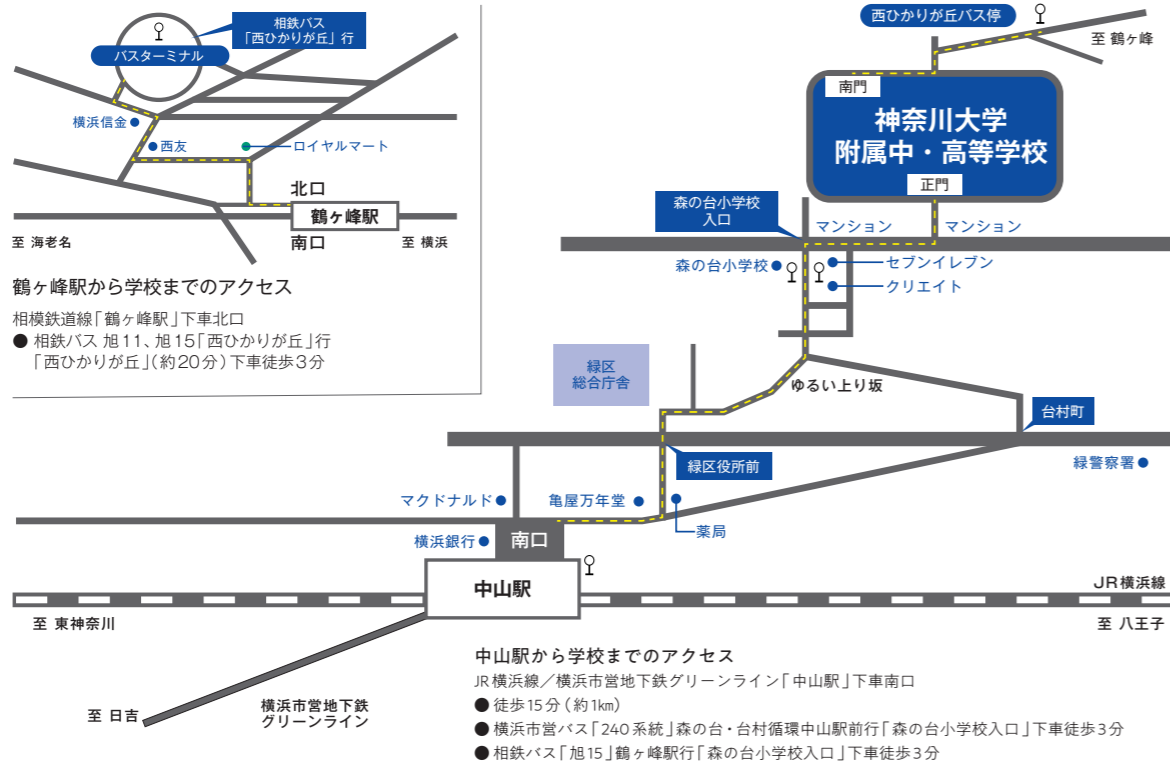 相鉄バス
「西ひかりが丘」行
バスターミナル
横浜信金
西友
ロイヤルマート
北口
鶴ヶ峰駅
南口
至 海老名
至 横浜
鶴ヶ峰駅から学校までのアクセス
相模鉄道線「鶴ヶ峰駅」下車北口
● 相鉄バス 旭11、旭15「西ひかりが丘」行
「西ひかりが丘」(約20分)下車徒歩3分
西ひかりが丘バス停
至 鶴ヶ峰
南門
神奈川大学
附属中・高等学校
正門
森の台小学校
入口
マンション
マンション
森の台小学校
セブンイレブン
クリエイト
緑区
総合庁舎
ゆるい上り坂
台村町
緑区役所前
緑警察署
マクドナルド
亀屋万年堂
薬局
横浜銀行
南口
中山駅
JR横浜線
至 東神奈川
至 八王子
至 日吉
横浜市営地下鉄
グリーンライン
中山駅から学校までのアクセス
JR横浜線／横浜市営地下鉄グリーンライン「中山駅」下車南口
● 徒歩15分(約1km)
● 横浜市営バス「240系統」森の台・台村循環中山駅前行「森の台小学校入口」下車徒歩3分
● 相鉄バス「旭15」鶴ヶ峰駅行「森の台小学校入口」下車徒歩3分